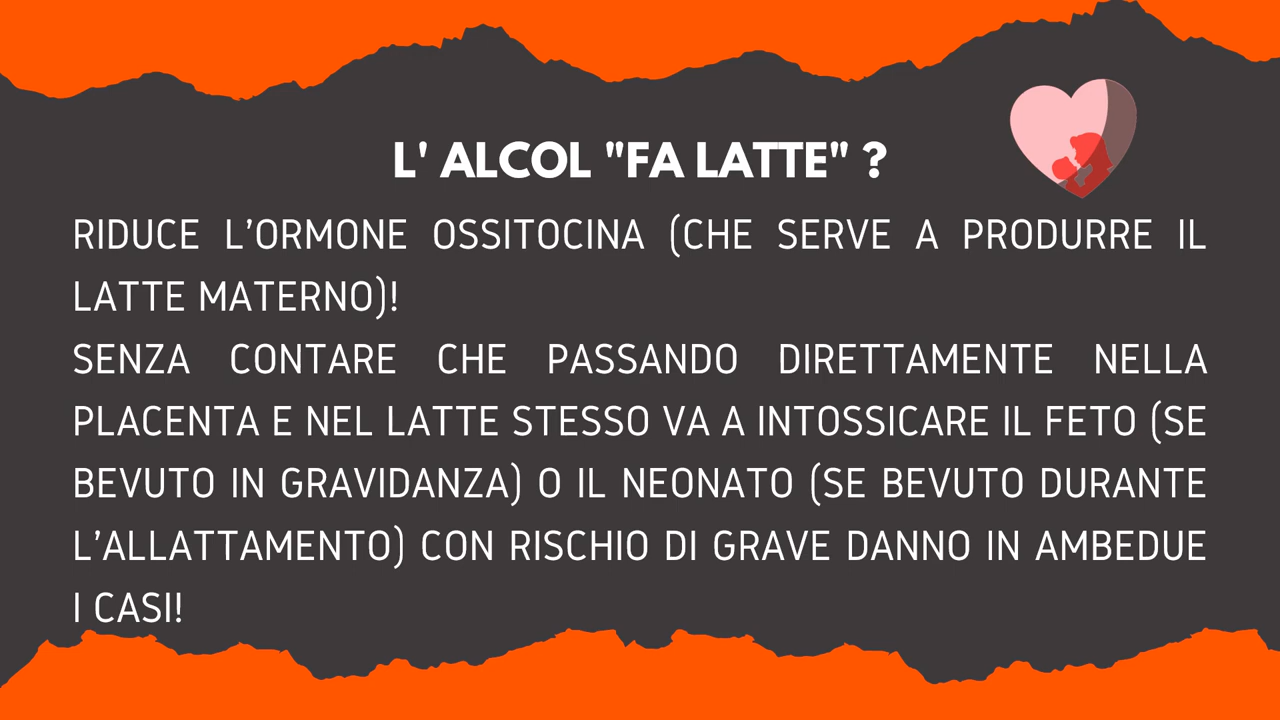 L' ALCOL "FA LATTE" ?
RIDUCE L’ORMONE OSSITOCINA (CHE SERVE A PRODURRE IL
LATTE MATERNO)!
SENZA CONTARE CHE PASSANDO DIRETTAMENTE NELLA
PLACENTA E NEL LATTE STESSO VA A INTOSSICARE IL FETO (SE
BEVUTO IN GRAVIDANZA) O IL NEONATO (SE BEVUTO DURANTE
L’ALLATTAMENTO) CON RISCHIO DI GRAVE DANNO IN AMBEDUE
I CASI!